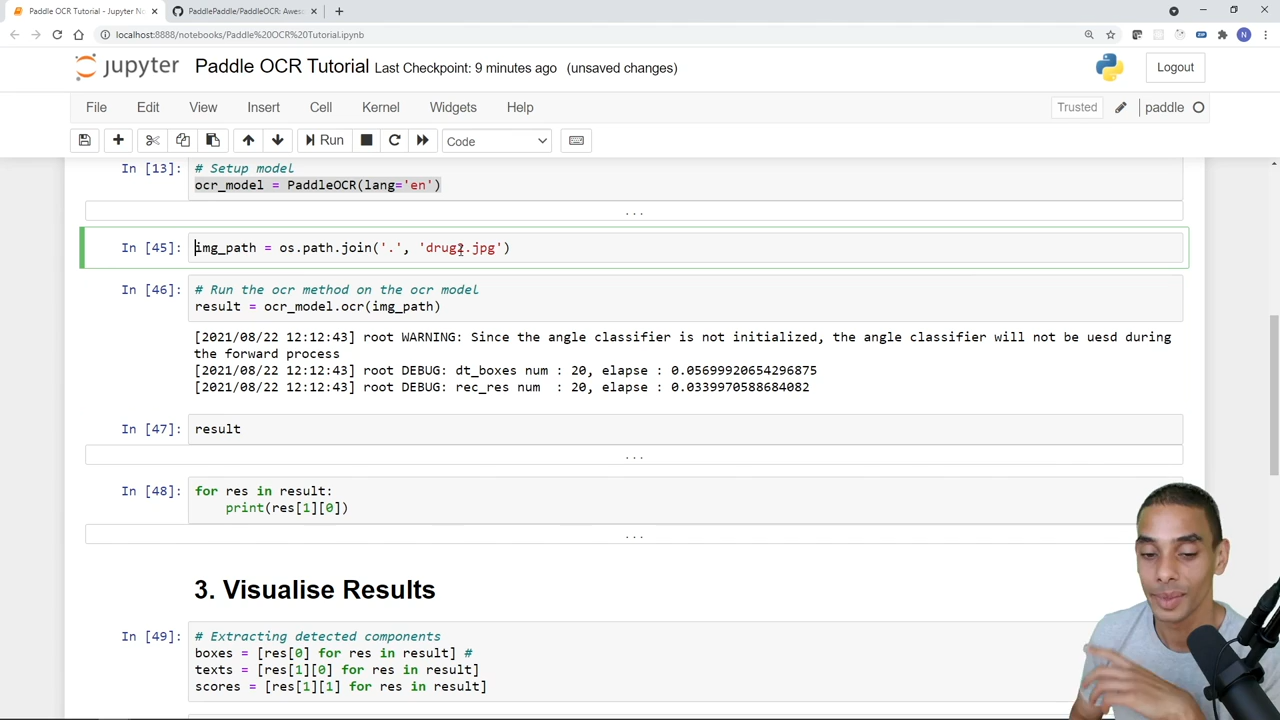 Paddle OCR Tutorial - Jupyter No
PaddlePaddle/PaddleOCR: Awes
localhost:8888/notebooks/Paddle%20OCR%20Tutorial.ipynb
N
jupyter Paddle OCR Tutorial Last Checkpoint: 9 minutes ago (unsaved changes)
Logout
File Edit View Insert Cell Kernel Widgets Help
Trusted paddle
Run Code
In [13]: # Setup model
ocr_model = PaddleOCR(lang='en')
...
In [45]: img_path = os.path.join('.', 'drug2.jpg')
In [46]: # Run the ocr method on the ocr model
result = ocr_model.ocr(img_path)
[2021/08/22 12:12:43] root WARNING: Since the angle classifier is not initialized, the angle classifier will not be uesd during
the forward process
[2021/08/22 12:12:43] root DEBUG: dt_boxes num : 20, elapse : 0.05699920654296875
[2021/08/22 12:12:43] root DEBUG: rec_res num  : 20, elapse : 0.0339970588684082
In [47]: result
...
In [48]: for res in result:
print(res[1][0])
...
3. Visualise Results
In [49]: # Extracting detected components
boxes = [res[0] for res in result] #
texts = [res[1][0] for res in result]
scores = [res[1][1] for res in result]